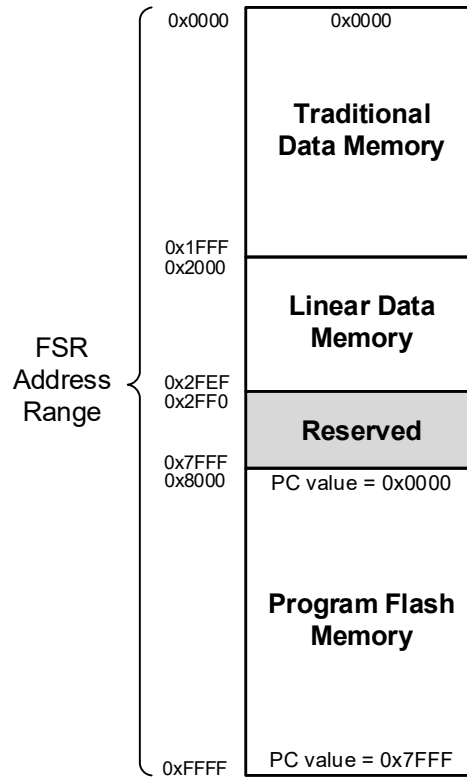 0x0000
0x0000
Traditional
Data Memory
0x1FFF
0x2000
Linear Data
Memory
FSR
Address
Range
0x2FEF
0x2FF0
Reserved
0x7FFF
0x8000
PC value = 0x0000
Program Flash
Memory
PC value = 0x7FFF
0xFFFF